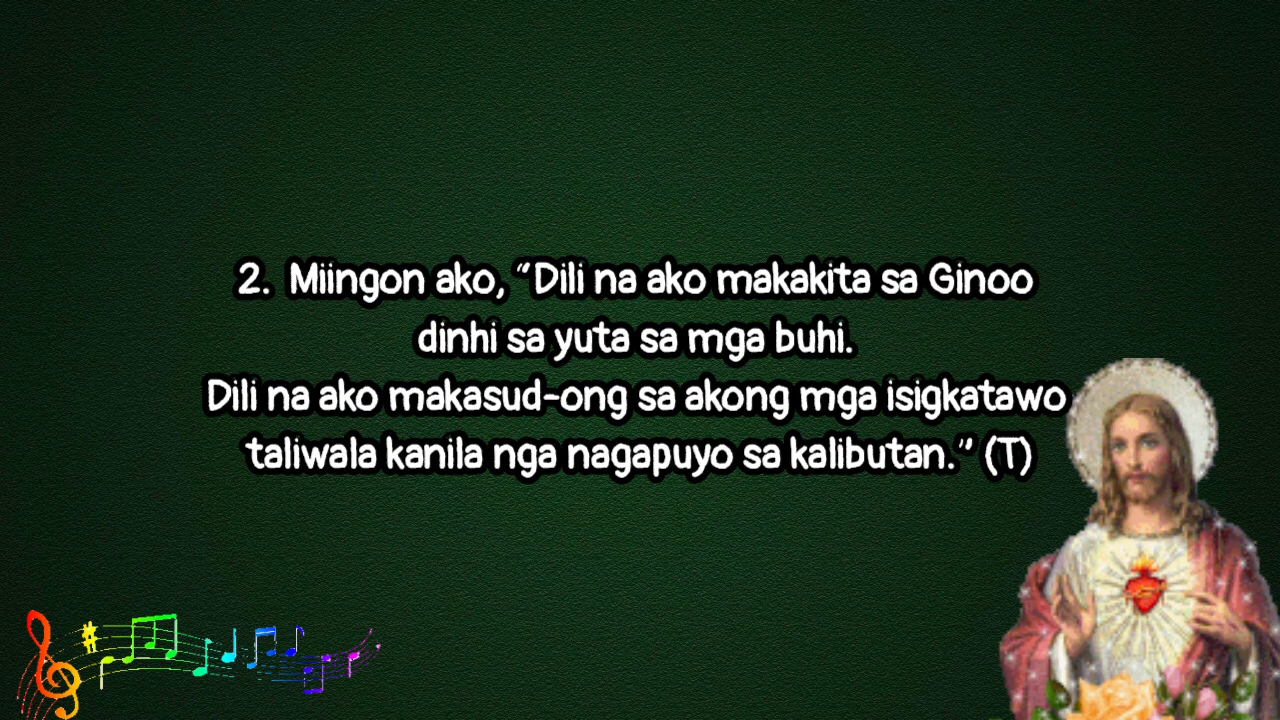 2. Miingon ako, “Dili na ako makakita sa Ginoo
dinhi sa yuta sa mga buhi.
Dili na ako makasud-ong sa akong mga isigkatawo
taliwala kanila nga nagapuyo sa kalibutan.” (T)